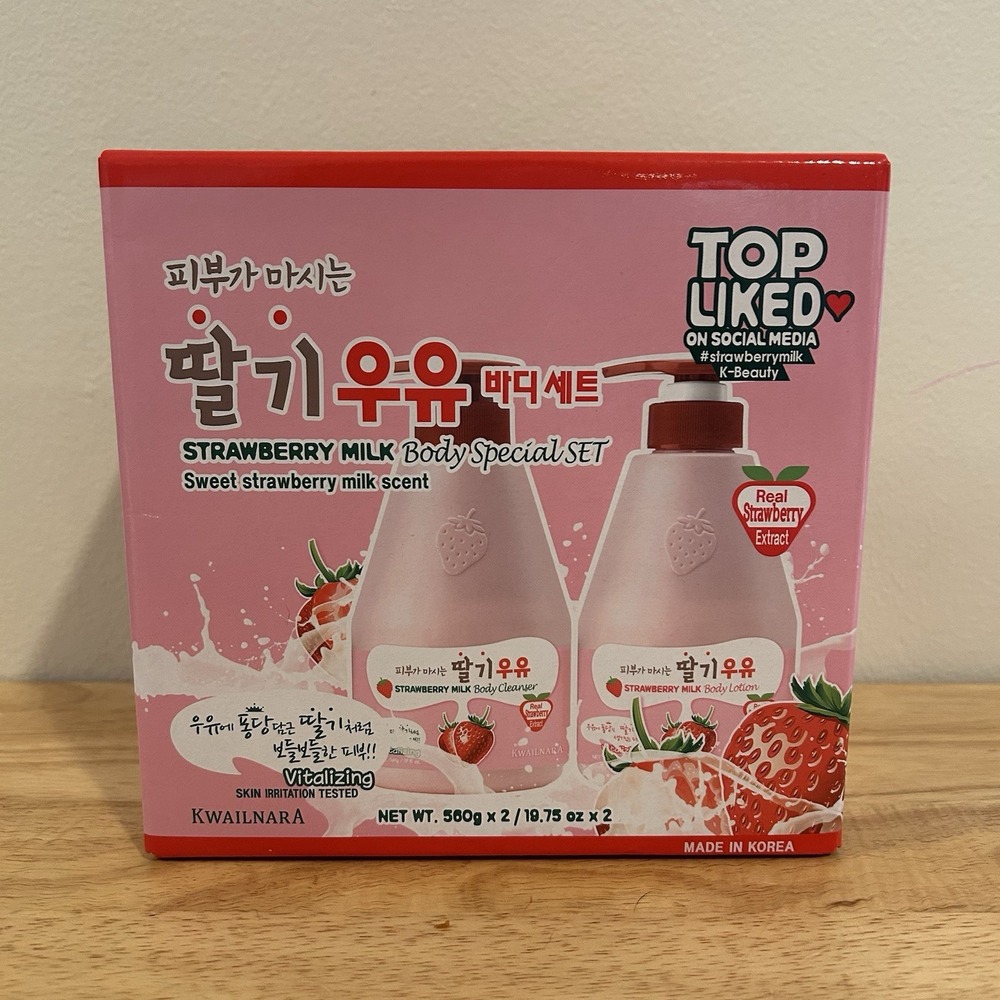 피부가 마시는
딸기우유 바디 세트
STRAWBERRY MILK Body Special SET
Sweet strawberry milk scent
TOP
LIKED
ON SOCIAL MEDIA
#strawberrymilk
K-Beauty
Real
Strawberry
Extract
피부가 마시는 딸기우유
STRAWBERRY MILK Body Cleanser
Real
Strawberry
Extract
KWAILNARA
피부가 마시는 딸기우유
STRAWBERRY MILK Body Lotion
우유에 퐁당담근 딸기처럼
보들보들한 피부!!
Vitalizing
SKIN IRRITATION TESTED
KWAILNARA
NET WT. 560g x 2 / 19.75 oz x 2
MADE IN KOREA